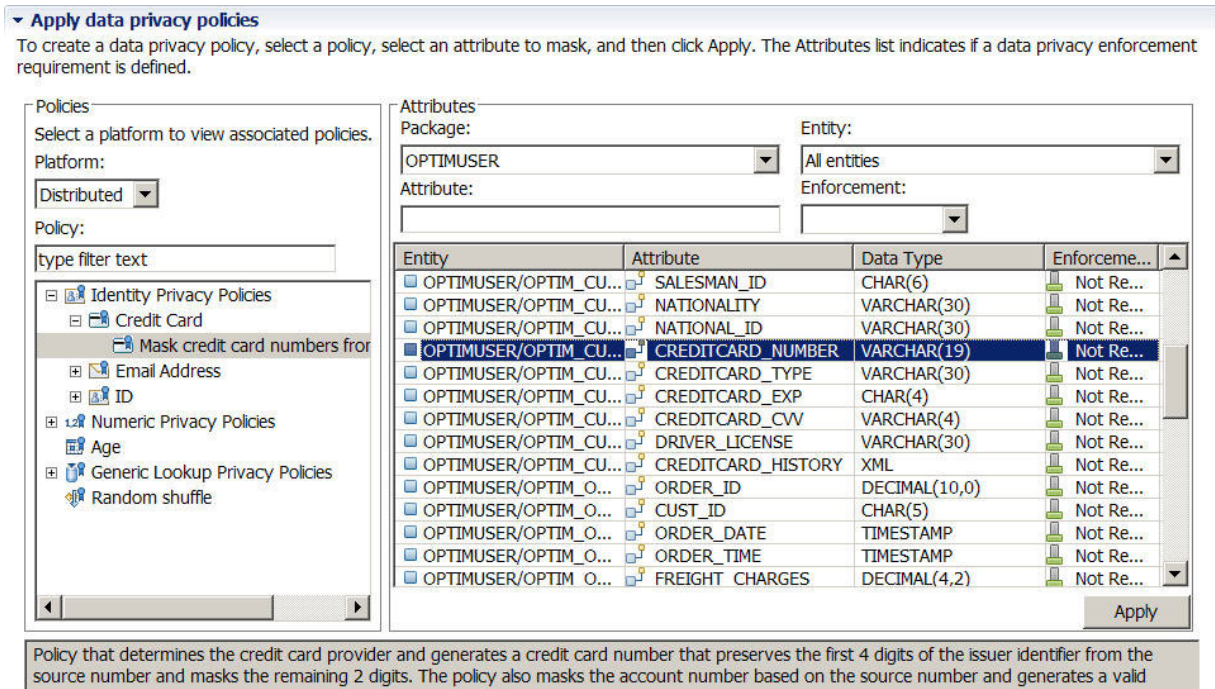 Apply data privacy policies
To create a data privacy policy, select a policy, select an attribute to mask, and then click Apply. The Attributes list indicates if a data privacy enforcement
requirement is defined.
Policies
Select a platform to view associated policies.
Platform:
Distributed
Policy:
type filter text
Identity Privacy Policies
Credit Card
Mask credit card numbers from
Email Address
ID
Numeric Privacy Policies
Age
Generic Lookup Privacy Policies
Random shuffle
Attributes
Package: Entity:
OPTIMUSER All entities
Attribute: Enforcement:
Entity Attribute Data Type Enforceme...
OPTIMUSER/OPTIM_CU... SALESMAN_ID CHAR(6) Not Re...
OPTIMUSER/OPTIM_CU... NATIONALITY VARCHAR(30) Not Re...
OPTIMUSER/OPTIM_CU... NATIONAL_ID VARCHAR(30) Not Re...
OPTIMUSER/OPTIM_CU... CREDITCARD_NUMBER VARCHAR(19) Not Re...
OPTIMUSER/OPTIM_CU... CREDITCARD_TYPE VARCHAR(30) Not Re...
OPTIMUSER/OPTIM_CU... CREDITCARD_EXP CHAR(4) Not Re...
OPTIMUSER/OPTIM_CU... CREDITCARD_CVV VARCHAR(4) Not Re...
OPTIMUSER/OPTIM_CU... DRIVER_LICENSE VARCHAR(30) Not Re...
OPTIMUSER/OPTIM_CU... CREDITCARD_HISTORY XML Not Re...
OPTIMUSER/OPTIM_O... ORDER_ID DECIMAL(10,0) Not Re...
OPTIMUSER/OPTIM_O... CUST_ID CHAR(5) Not Re...
OPTIMUSER/OPTIM_O... ORDER_DATE TIMESTAMP Not Re...
OPTIMUSER/OPTIM_O... ORDER_TIME TIMESTAMP Not Re...
OPTIMUSER/OPTIM_O... FREIGHT_CHARGES DECIMAL(4,2) Not Re...
Apply
Policy that determines the credit card provider and generates a credit card number that preserves the first 4 digits of the issuer identifier from the
source number and masks the remaining 2 digits. The policy also masks the account number based on the source number and generates a valid